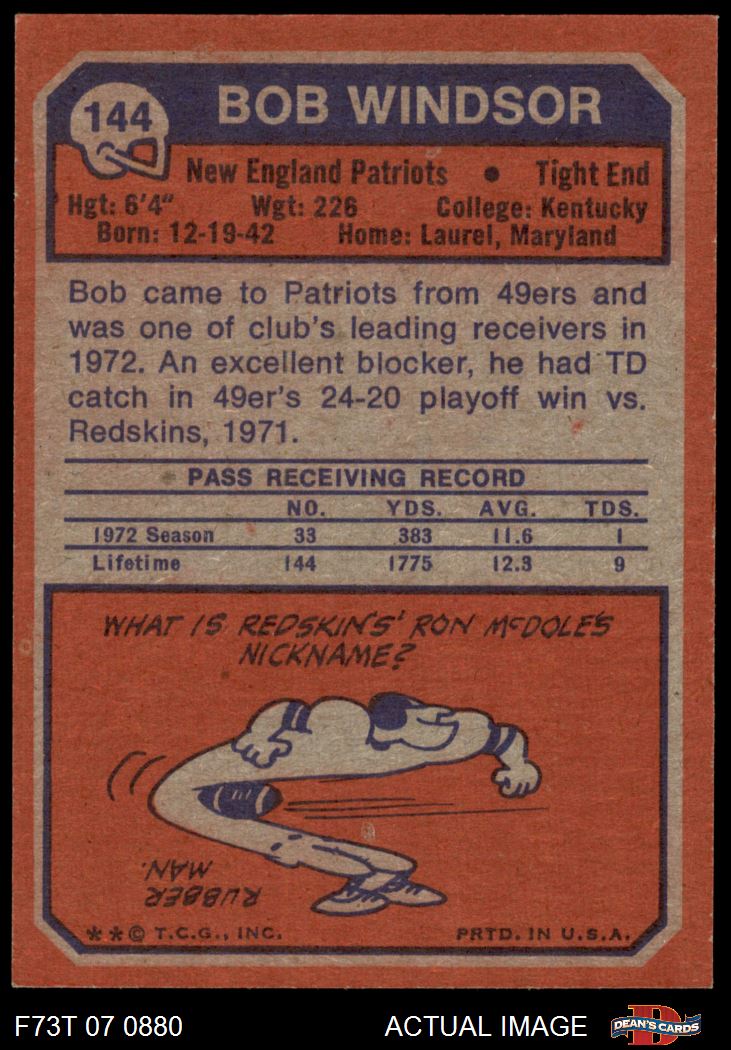 144
BOB WINDSOR
New England Patriots • Tight End
Hgt: 6'4" Wgt: 226 College: Kentucky
Born: 12-19-42 Home: Laurel, Maryland
Bob came to Patriots from 49ers and
was one of club's leading receivers in
1972. An excellent blocker, he had TD
catch in 49er's 24-20 playoff win vs.
Redskins, 1971.
PASS RECEIVING RECORD
NO. YDS. AVG. TDS.
1972 Season 33 383 11.6 1
Lifetime 144 1775 12.3 9
WHAT IS REDSKIN'S' RON McDOLE'S
NICKNAME?
RUBBER
MAN.
**© T.C.G., INC. PRTD. IN U.S.A.
F73T 07 0880 ACTUAL IMAGE
D
DEAN'S CARDS